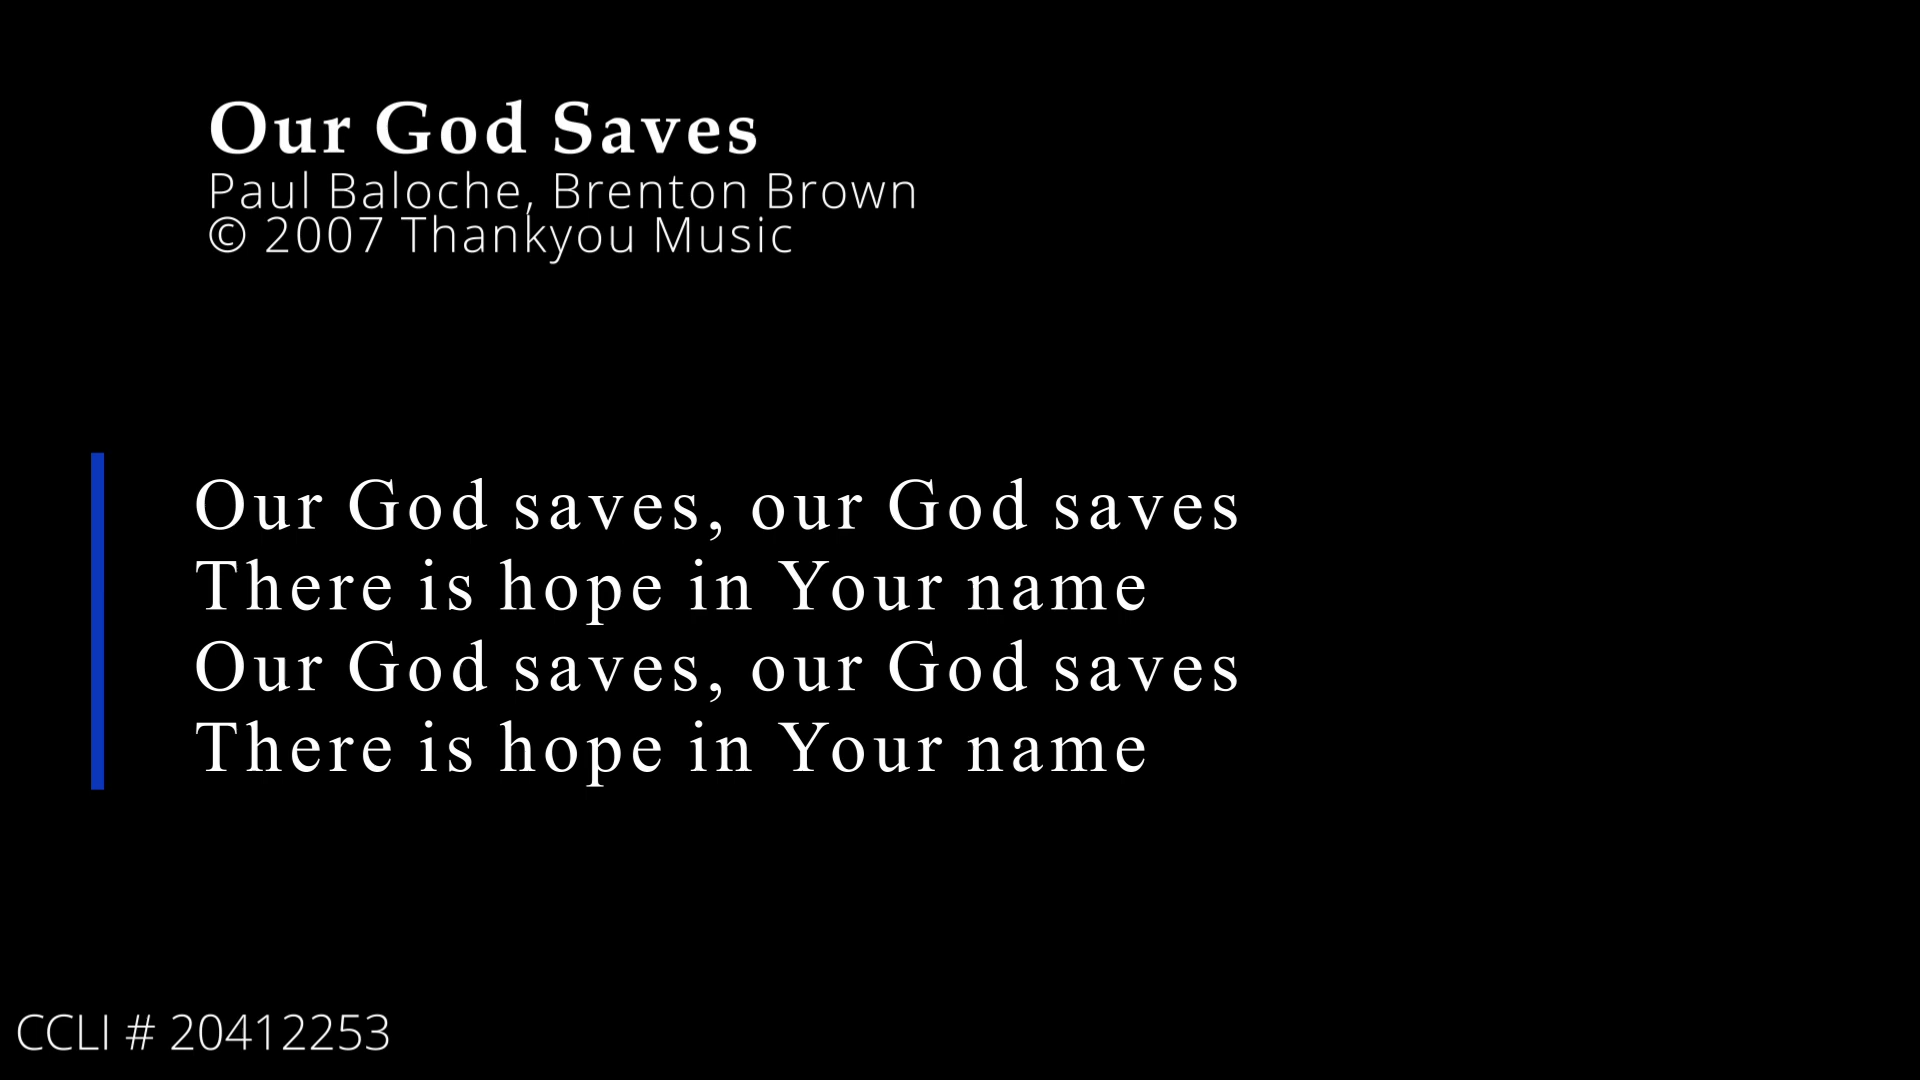 Our God Saves
Paul Baloche, Brenton Brown
© 2007 Thankyou Music
Our God saves, our God saves
There is hope in Your name
Our God saves, our God saves
There is hope in Your name
CCLI # 20412253